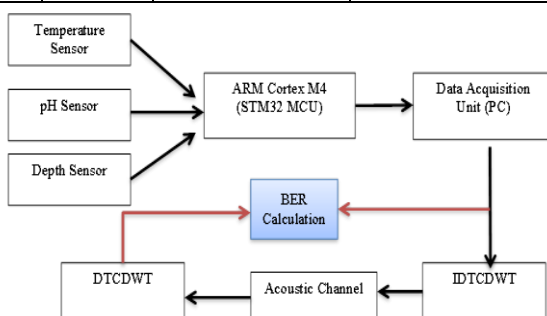 Temperature
Sensor
ARM Cortex M4
(STM32 MCU)
Data Acquisition
Unit (PC)
pH Sensor
Depth Sensor
BER
Calculation
DTCDWT
Acoustic Channel
IDTCDWT